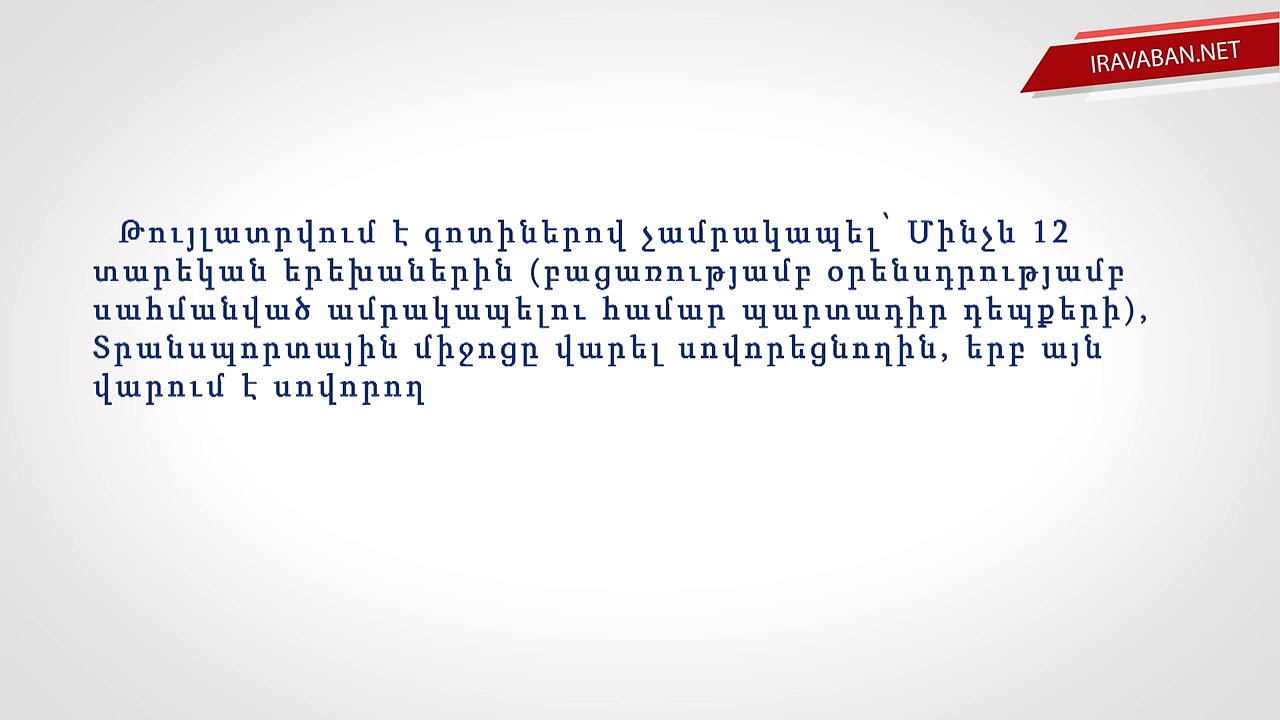 IRAVABAN.NET
Թույլատրվում է գոտիներով չամրակապել՝ Մինչև 12
տարեկան երեխաներին (բացառությամբ օրենսդրությամբ
սահմանված ամրակապելու համար պարտադիր դեպքերի),
Տրանսպորտային միջոցը վարել սովորեցնողին, երբ այն
վարում է սովորող